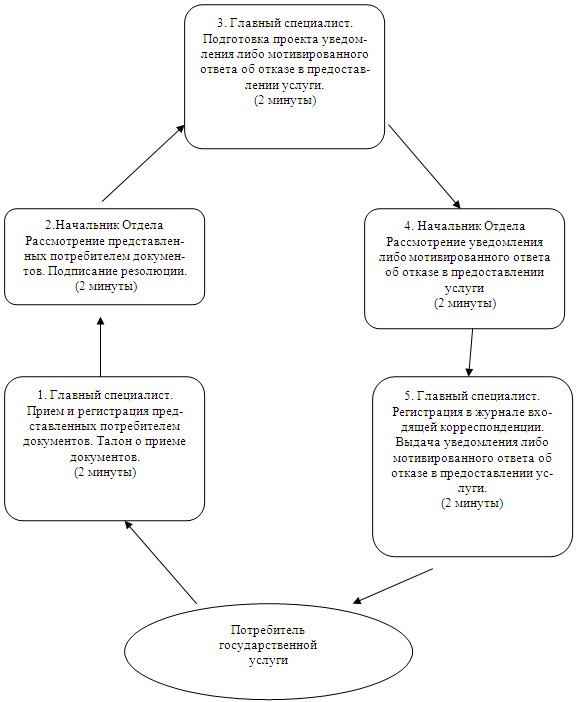 3. Главный специалист.
Подготовка проекта уведом-
ления либо мотивированного
ответа об отказе в предостав-
лении услуги.
(2 минуты)
2.Начальник Отдела
Рассмотрение представлен-
ных потребителем докумен-
тов. Подписание резолюции.
(2 минуты)
4. Начальник Отдела
Рассмотрение уведомления
либо мотивированного ответа
об отказе в предоставлении
услуги
(2 минуты)
1. Главный специалист.
Прием и регистрация пред-
ставленных потребителем
документов. Талон о приеме
документов.
(2 минуты)
5. Главный специалист.
Регистрация в журнале вхо-
дящей корреспонденции.
Выдача уведомления либо
мотивированного ответа об
отказе в предоставлении ус-
луги.
(2 минуты)
Потребитель
государственной
услуги